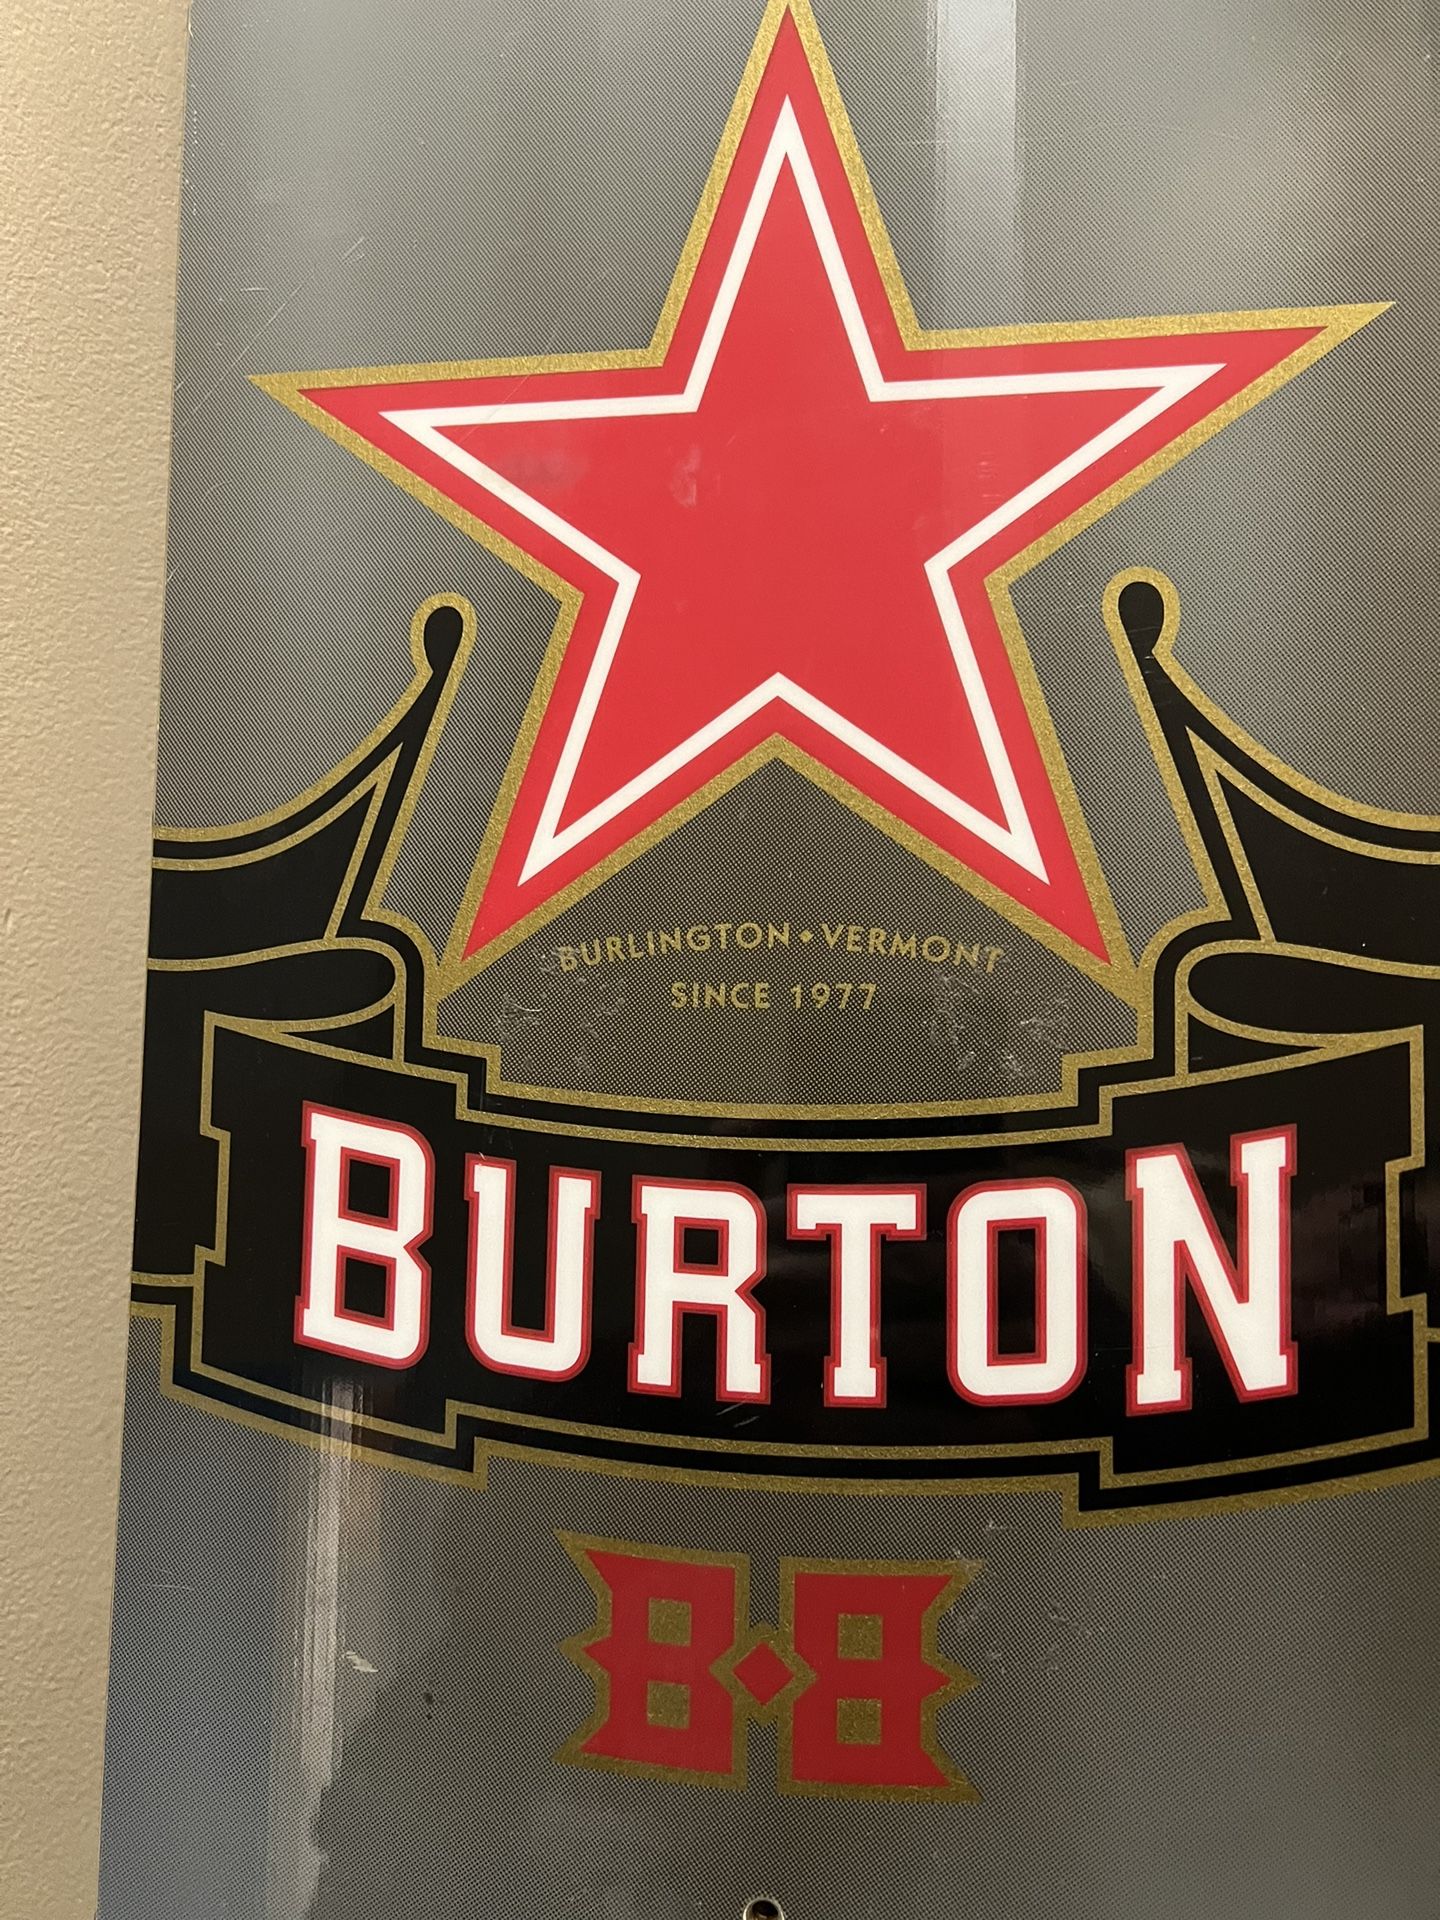 BURLINGTON • VERMONT
SINCE 1977
BURTON
B◆B